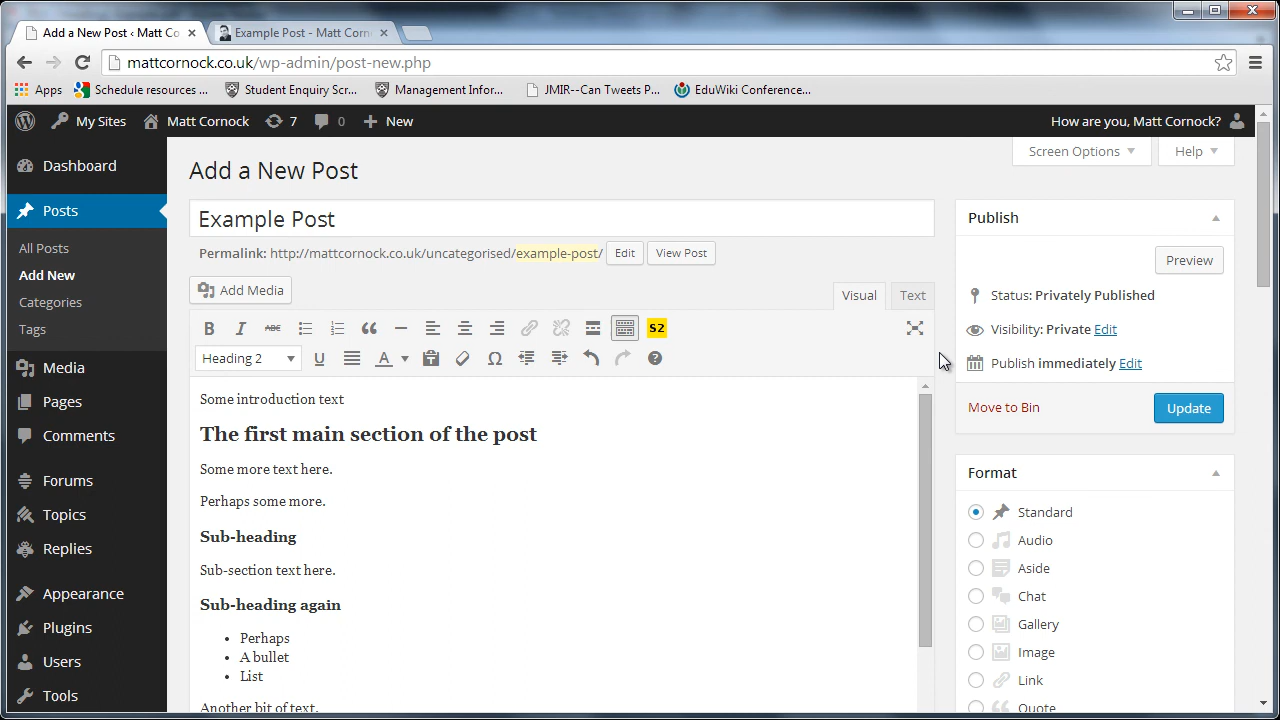 Add a New Post ‹ Matt Co
Example Post - Matt Corn
mattcornock.co.uk/wp-admin/post-new.php
Apps
Schedule resources ...
Student Enquiry Scr...
Management Infor...
JMIR--Can Tweets P...
EduWiki Conference...
My Sites
Matt Cornock
7
0
New
How are you, Matt Cornock?
Dashboard
Posts
All Posts
Add New
Categories
Tags
Media
Pages
Comments
Forums
Topics
Replies
Appearance
Plugins
Users
Tools
Screen Options
Help
Add a New Post
Example Post
Permalink: http://mattcornock.co.uk/uncategorised/example-post/
Edit
View Post
Add Media
Visual
Text
B I ABC
S2
Heading 2
U
A
Ω
Some introduction text
The first main section of the post
Some more text here.
Perhaps some more.
Sub-heading
Sub-section text here.
Sub-heading again
Perhaps
A bullet
List
Another bit of text.
Publish
Preview
Status: Privately Published
Visibility: Private Edit
Publish immediately Edit
Move to Bin
Update
Format
Standard
Audio
Aside
Chat
Gallery
Image
Link
Quote